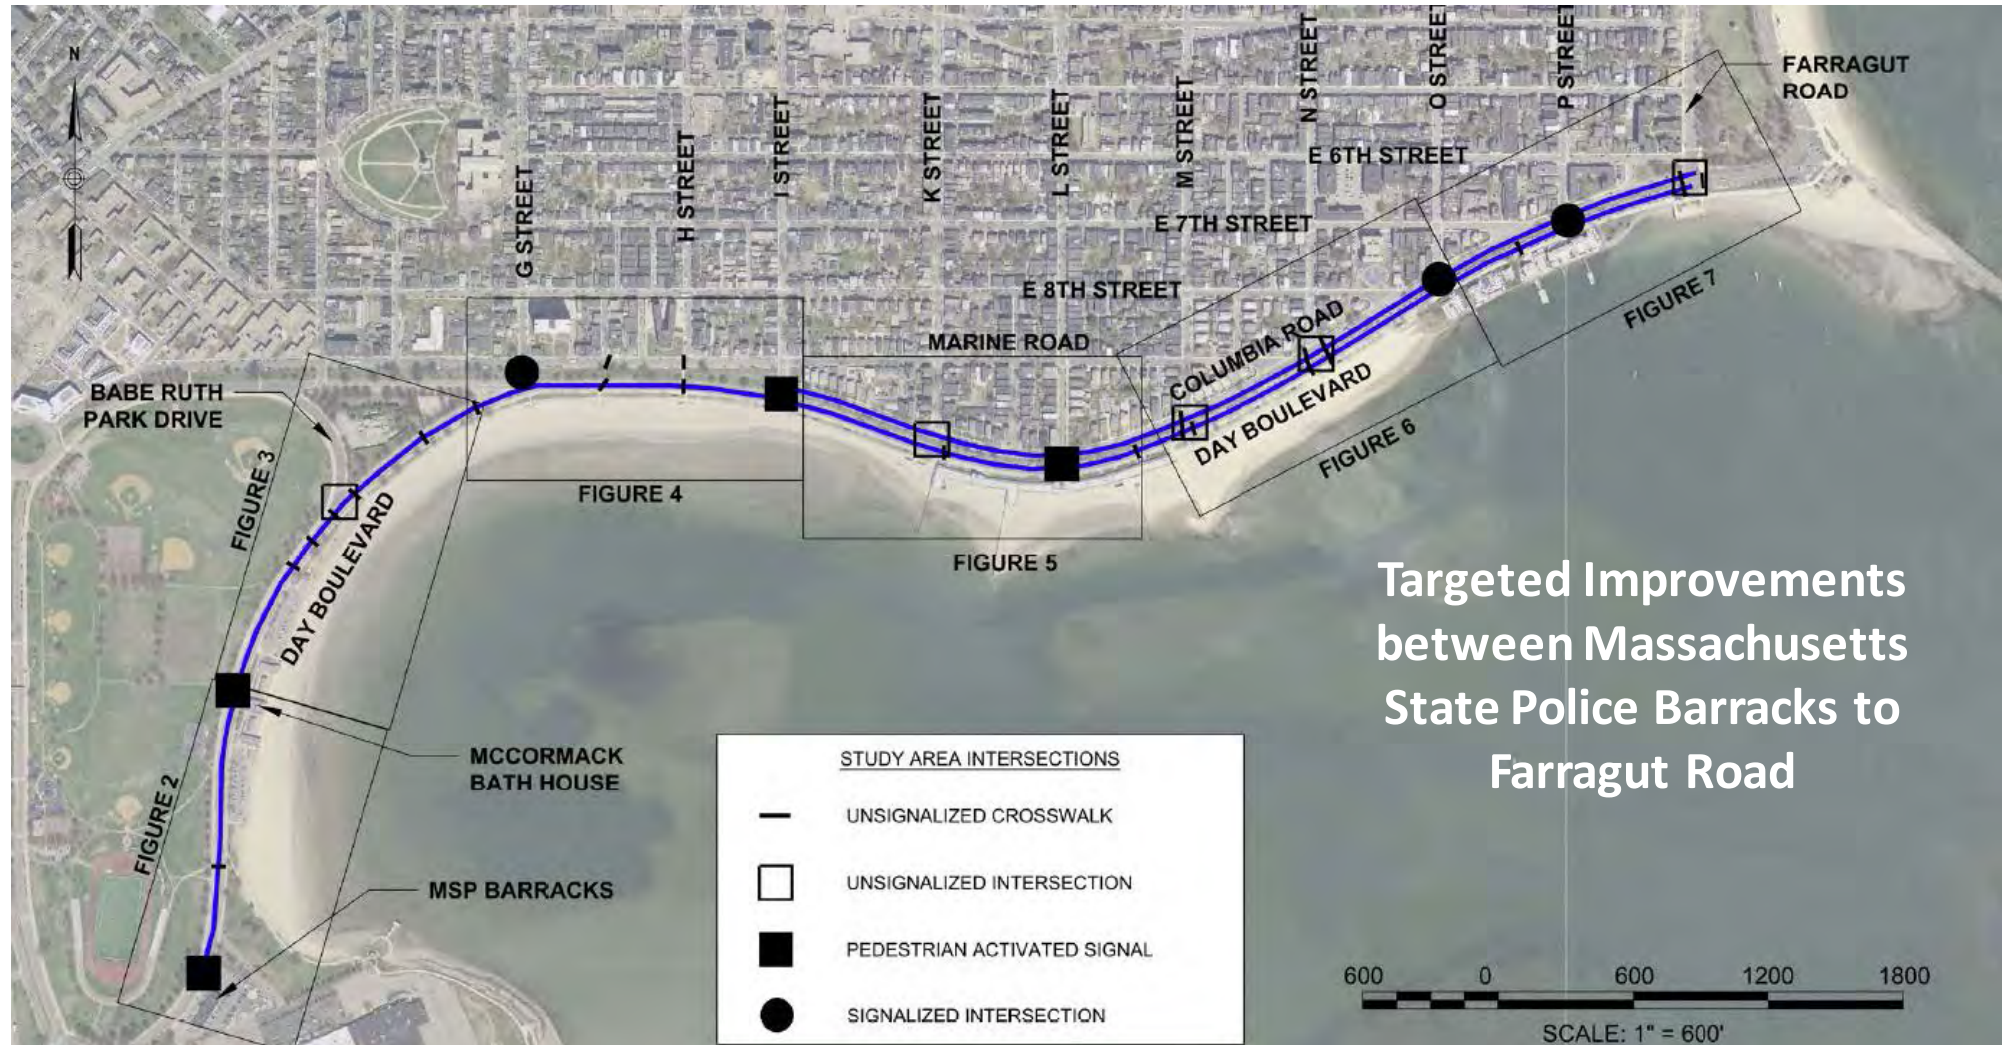 N
G STREET
H STREET
I STREET
K STREET
L STREET
M STREET
N STREET
O STREET
P STREET
FARRAGUT
ROAD
E 6TH STREET
E 7TH STREET
E 8TH STREET
MARINE ROAD
COLUMBIA ROAD
DAY BOULEVARD
FIGURE 7
FIGURE 6
FIGURE 5
FIGURE 4
BABE RUTH
PARK DRIVE
FIGURE 3
DAY BOULEVARD
MCCORMACK
BATH HOUSE
FIGURE 2
MSP BARRACKS
Targeted Improvements
between Massachusetts
State Police Barracks to
Farragut Road
STUDY AREA INTERSECTIONS
UNSIGNALIZED CROSSWALK
UNSIGNALIZED INTERSECTION
PEDESTRIAN ACTIVATED SIGNAL
SIGNALIZED INTERSECTION
600 0 600 1200 1800
SCALE: 1" = 600'